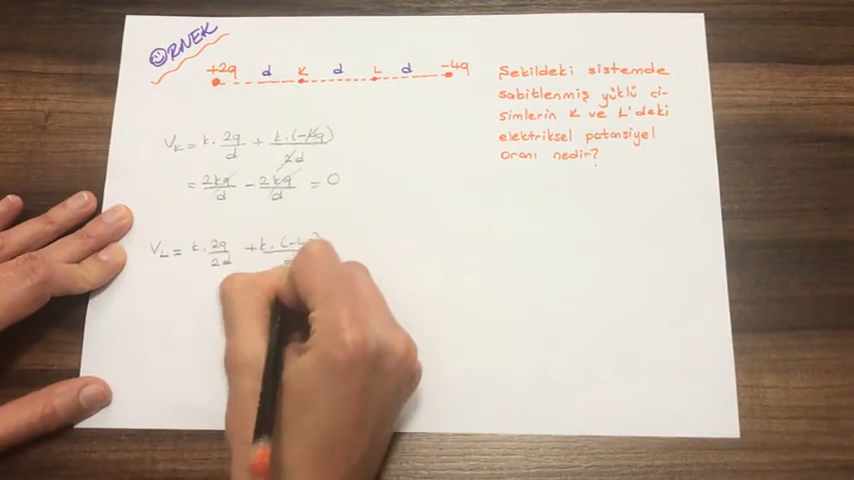 ÖRNEK
+2q d K d L d -4q
Şekildeki sistemde
sabitlenmiş yüklü ci-
simlerin K ve L'deki
elektriksel potansiyel
oranı nedir?
V_K = k. 2q/d + k.(-4q)/2d
= 2kq/d - 2kq/d = 0
V_L = k. 2q/2d + k.(-4